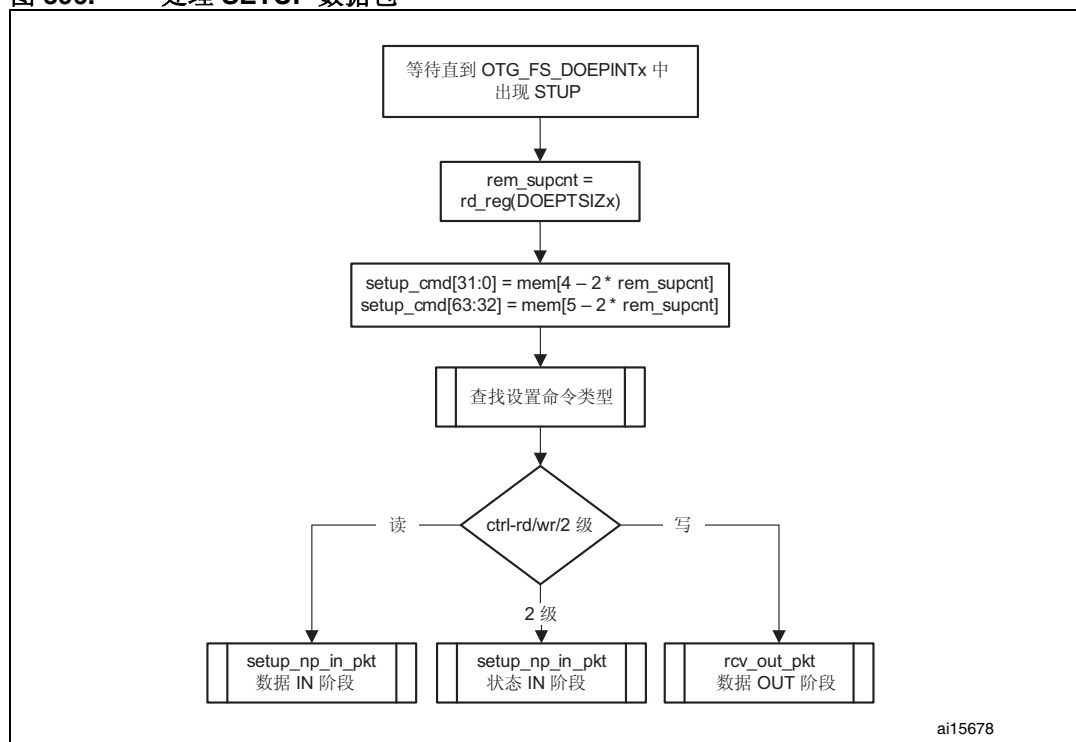 等待直到 OTG_FS_DOEPINTx 中
出现 STUP
rem_supcnt =
rd_reg(DOEPTSIZx)
setup_cmd[31:0] = mem[4 – 2 * rem_supcnt]
setup_cmd[63:32] = mem[5 – 2 * rem_supcnt]
查找设置命令类型
读
ctrl-rd/wr/2 级
写
2 级
setup_np_in_pkt
数据 IN 阶段
setup_np_in_pkt
状态 IN 阶段
rcv_out_pkt
数据 OUT 阶段
ai15678